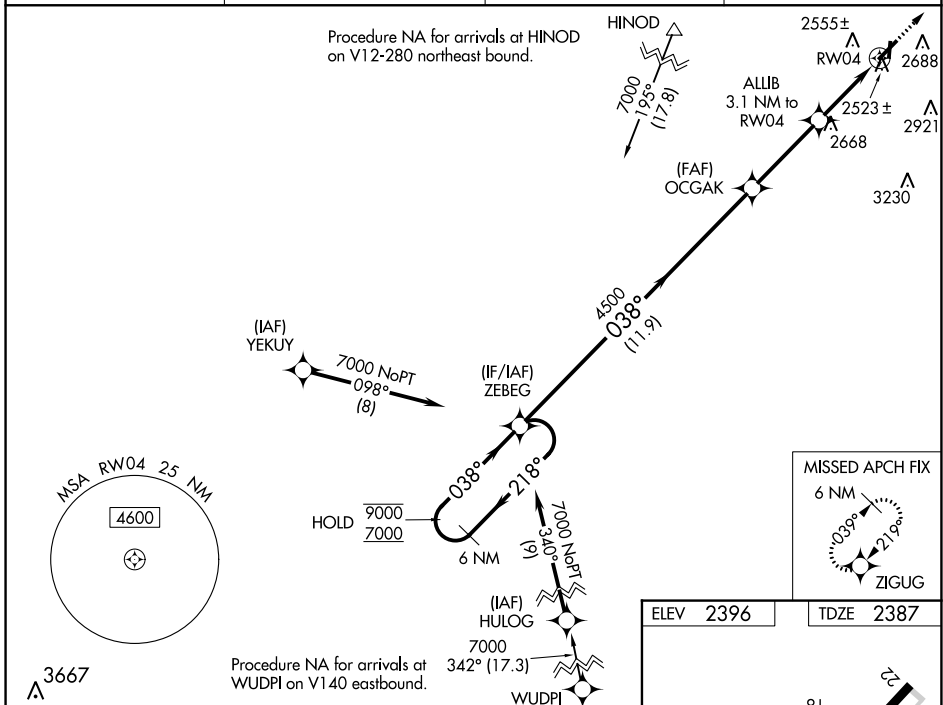 Procedure NA for arrivals at HINOD
on V12-280 northeast bound.
HINOD
7000
195°
(17.8)
2555±
RW04
2688
ALLIB
3.1 NM to
RW04
2523±
2921
2668
(FAF)
OCGAK
3230
4500
038°
(11.9)
(IAF)
YEKUY
7000 NoPT
098°
(8)
(IF/IAF)
ZEBEG
MSA RW04 25 NM
4600
038°
218°
HOLD
9000
7000
6 NM
7000 NoPT
340°
(9)
MISSED APCH FIX
6 NM
039°
219°
ZIGUG
(IAF)
HULOG
7000
342° (17.3)
WUDPI
Procedure NA for arrivals at
WUDPI on V140 eastbound.
3667
ELEV 2396
TDZE 2387
22